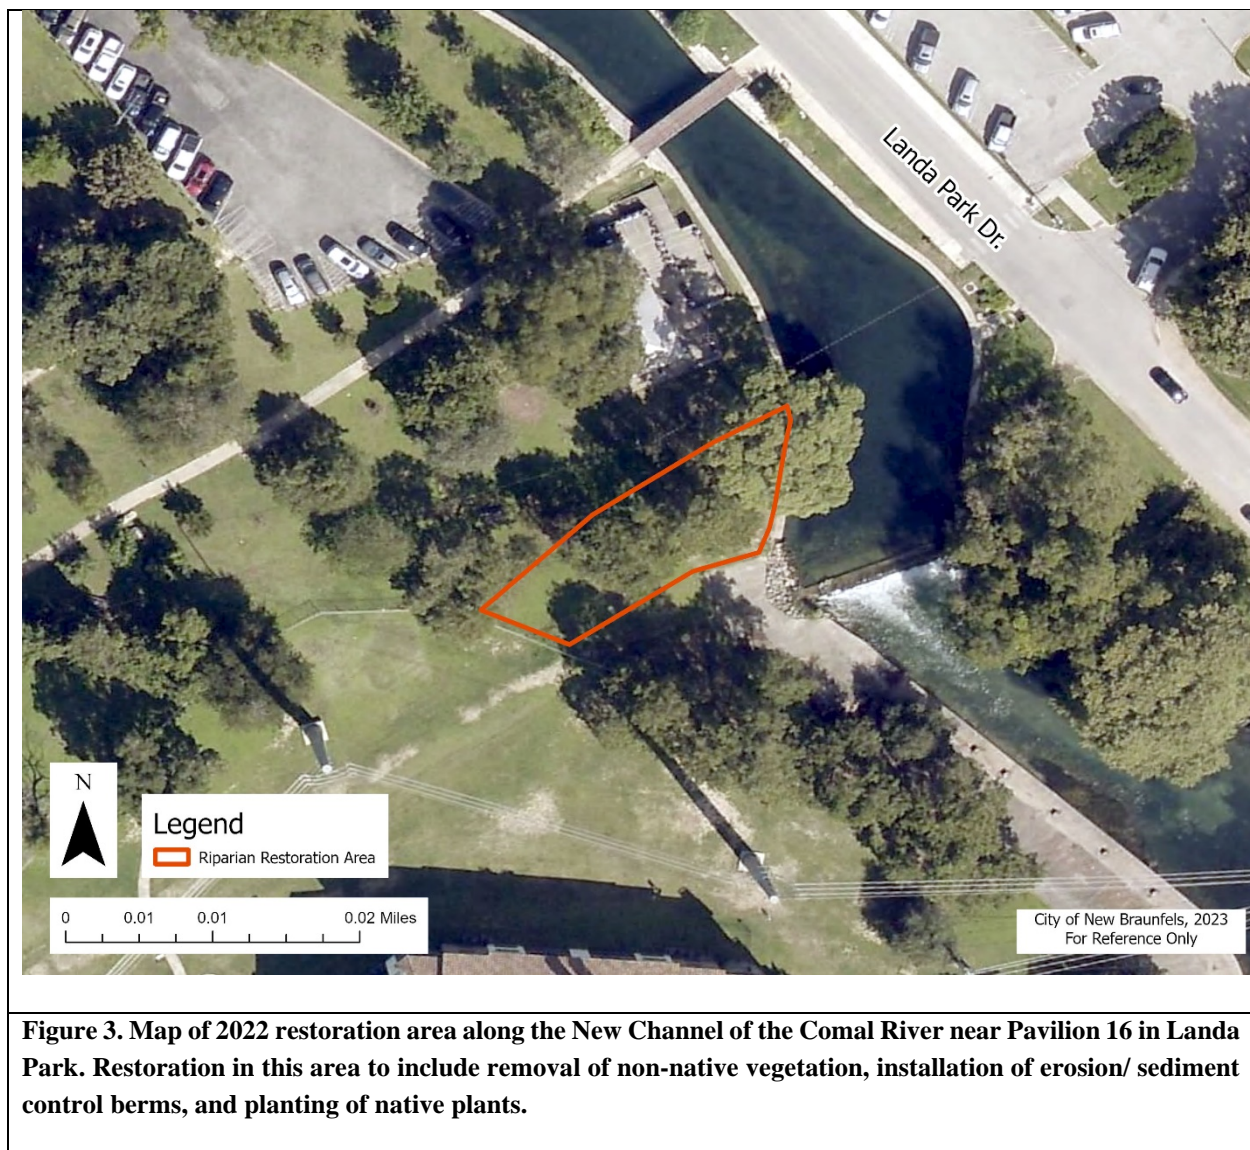 Landa Park Dr.
N
Legend
Riparian Restoration Area
0 0.01 0.01 0.02 Miles
City of New Braunfels, 2023
For Reference Only
Figure 3. Map of 2022 restoration area along the New Channel of the Comal River near Pavilion 16 in Landa
Park. Restoration in this area to include removal of non-native vegetation, installation of erosion/ sediment
control berms, and planting of native plants.